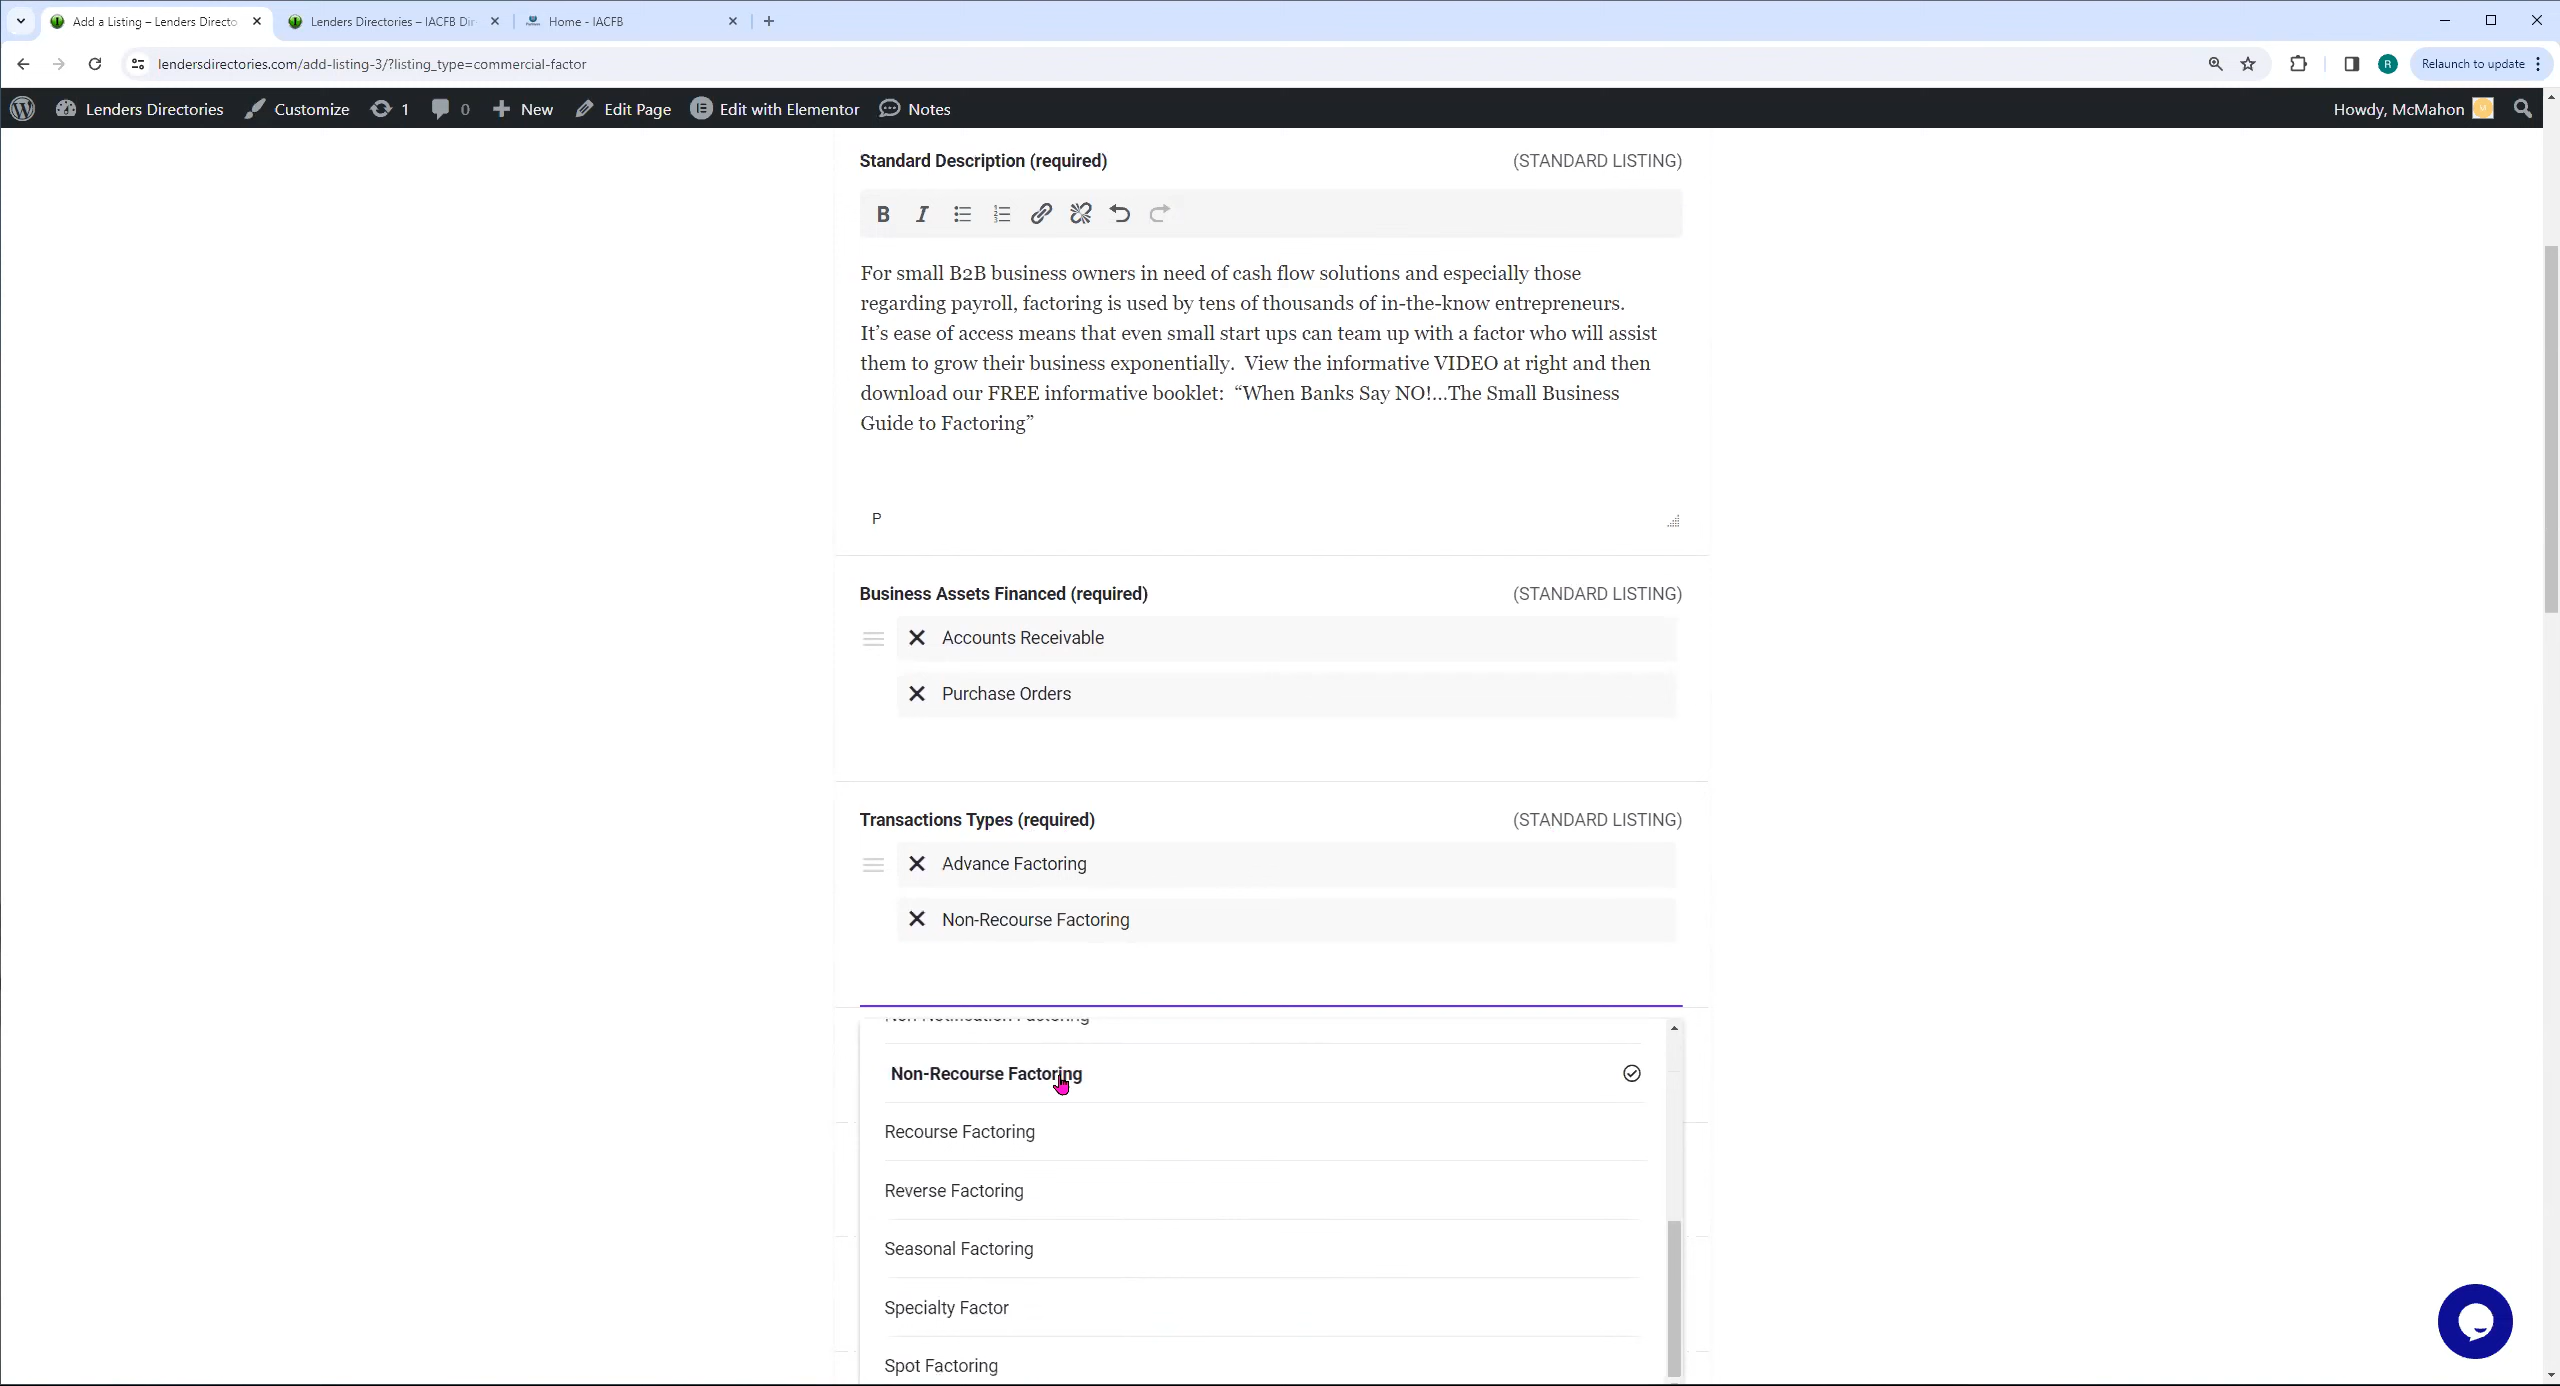 Add a Listing – Lenders Directo
Lenders Directories – IACFB Dir
Home - IACFB
lendersdirectories.com/add-listing-3/?listing_type=commercial-factor
R
Relaunch to update
Lenders Directories
Customize
1
0
New
Edit Page
Edit with Elementor
Notes
Howdy, McMahon
Standard Description (required)
(STANDARD LISTING)
B I
For small B2B business owners in need of cash flow solutions and especially those
regarding payroll, factoring is used by tens of thousands of in-the-know entrepreneurs.
It’s ease of access means that even small start ups can team up with a factor who will assist
them to grow their business exponentially.  View the informative VIDEO at right and then
download our FREE informative booklet:  “When Banks Say NO!...The Small Business
Guide to Factoring”
P
Business Assets Financed (required)
(STANDARD LISTING)
Accounts Receivable
Purchase Orders
Transactions Types (required)
(STANDARD LISTING)
Advance Factoring
Non-Recourse Factoring
Non-Notification Factoring
Non-Recourse Factoring
Recourse Factoring
Reverse Factoring
Seasonal Factoring
Specialty Factor
Spot Factoring